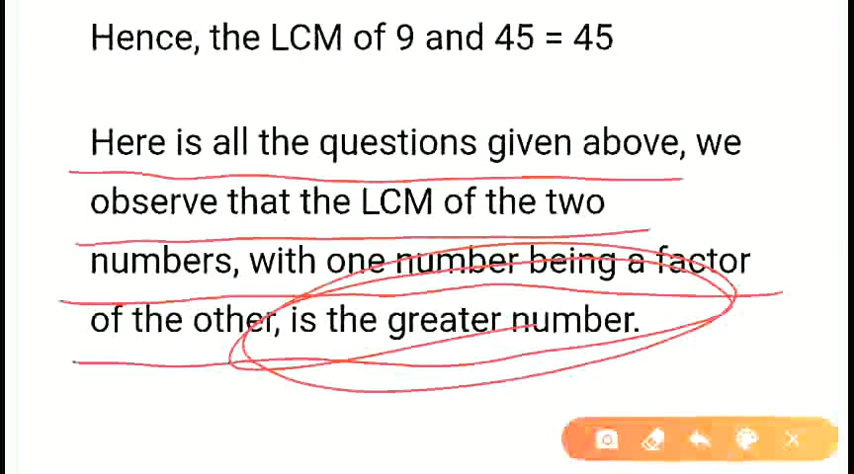 Hence, the LCM of 9 and 45 = 45
Here is all the questions given above, we
observe that the LCM of the two
numbers, with one number being a factor
of the other, is the greater number.